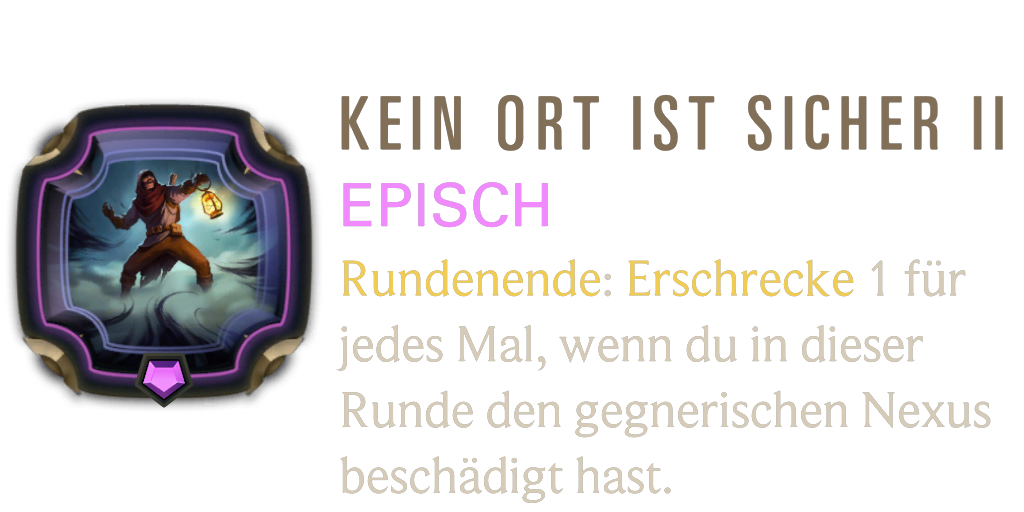 KEIN ORT IST SICHER II
EPISCH
Rundenende: Erschrecke 1 für
jedes Mal, wenn du in dieser
Runde den gegnerischen Nexus
beschädigt hast.